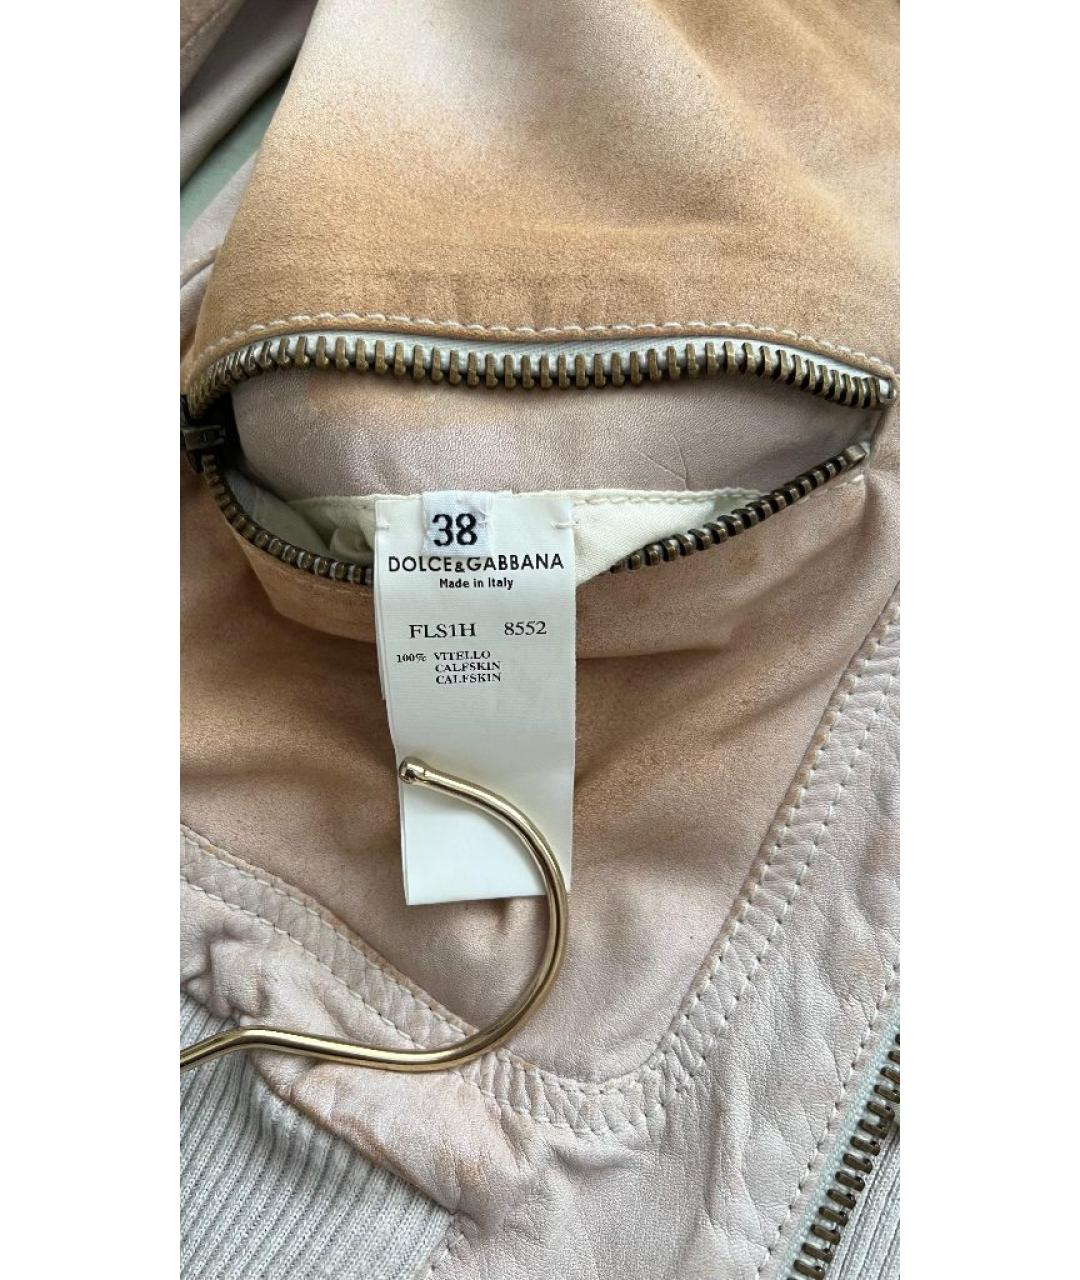 38
DOLCE&GABBANA
Made in Italy
FLS1H 8552
100% VITELLO
CALFSKIN
CALFSKIN